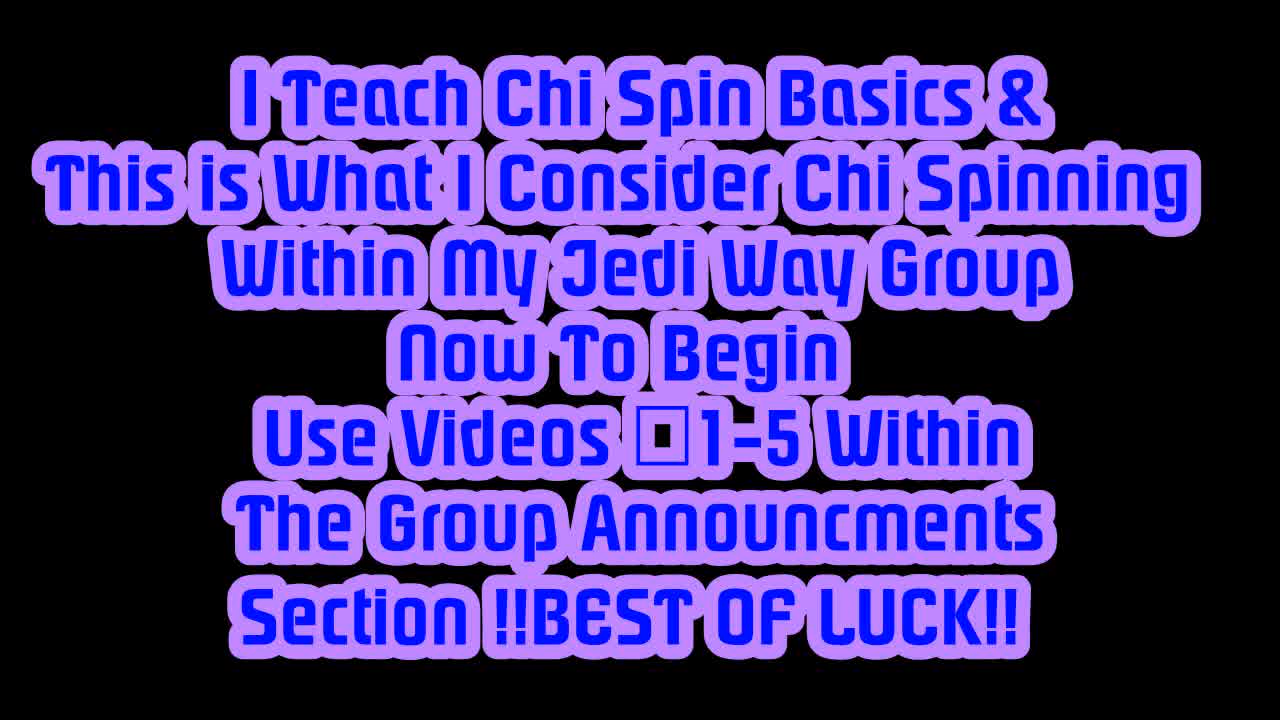 I Teach Chi Spin Basics &
This is What I Consider Chi Spinning
Within My Jedi Way Group
Now To Begin
Use Videos 1-5 Within
The Group Announcments
Section !!BEST OF LUCK!!